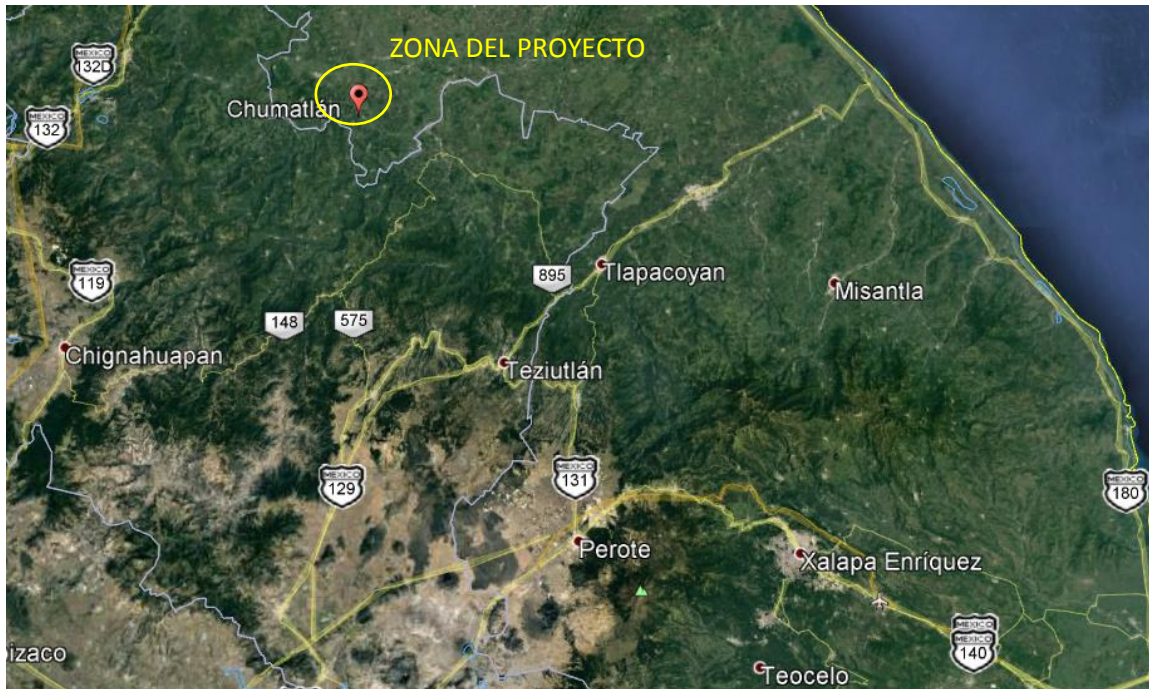 ZONA DEL PROYECTO
MEXICO
132D
Chumatlán
MEXICO
132
MEXICO
119
895
Tlapacoyan
Misantla
148
575
Chignahuapan
Teziutlán
MEXICO
129
MEXICO
131
MEXICO
180
Perote
Xalapa Enríquez
MEXICO
MEXICO
140
izaco
Teocelo